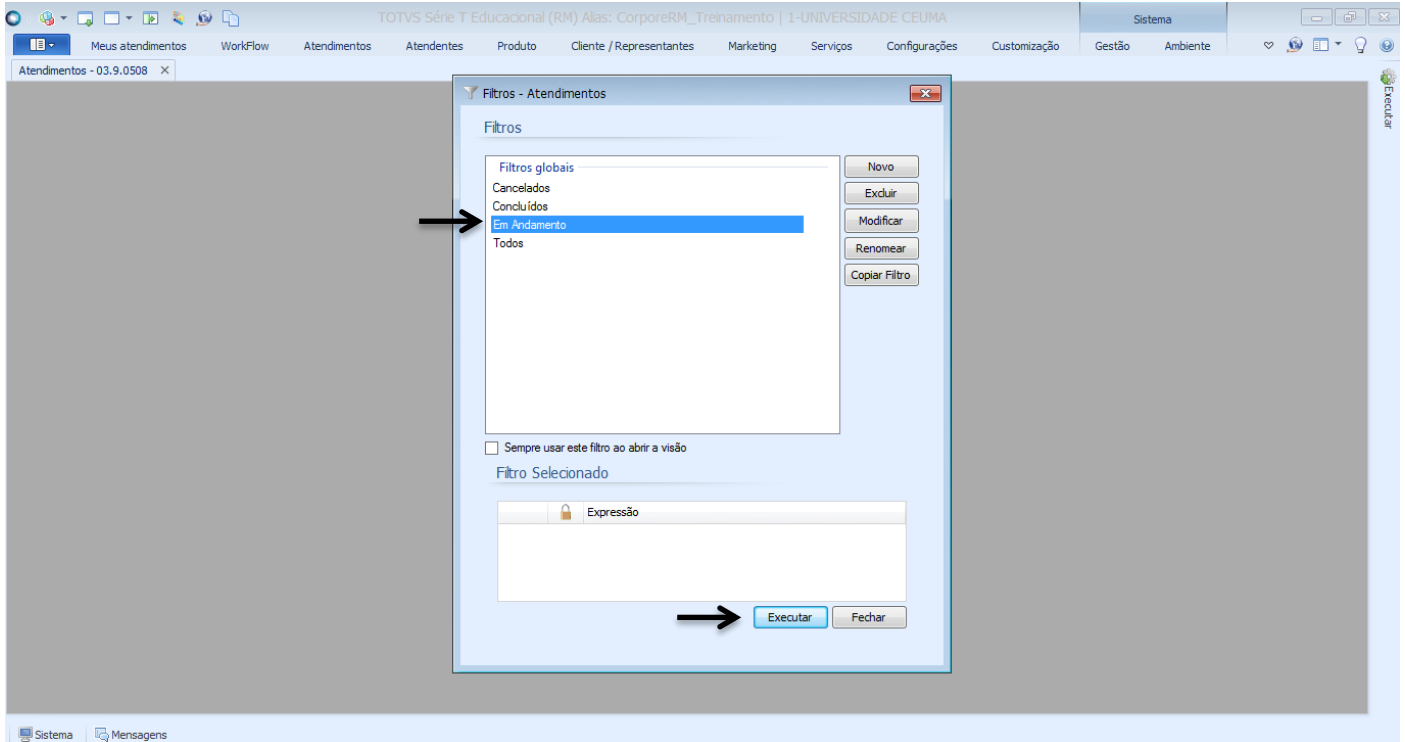 TOTVS Série T Educacional (RM) Alias: CorporeRM_Treinamento | 1-UNIVERSIDADE CEUMA
Sistema
Meus atendimentos WorkFlow Atendimentos Atendentes Produto Cliente / Representantes Marketing Serviços Configurações Customização Gestão Ambiente
Atendimentos - 03.9.0508
Executar
Filtros - Atendimentos
Filtros
Filtros globais
Cancelados
Concluídos
Em Andamento
Todos
Novo
Excluir
Modificar
Renomear
Copiar Filtro
Sempre usar este filtro ao abrir a visão
Filtro Selecionado
Expressão
Executar Fechar
Sistema Mensagens